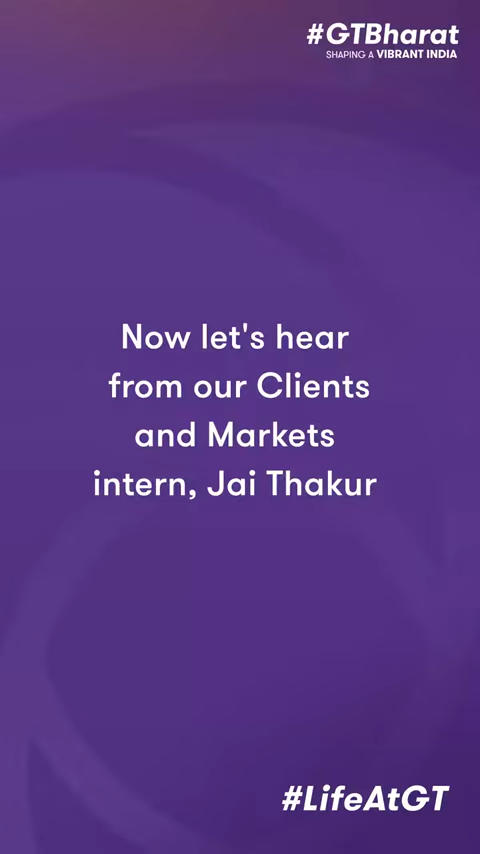 #GTBharat
SHAPING A VIBRANT INDIA
Now let's hear
from our Clients
and Markets
intern, Jai Thakur
#LifeAtGT